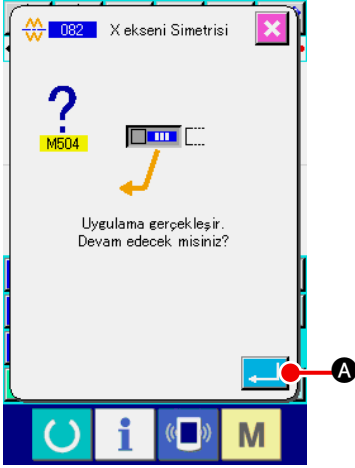 082 X ekseni Simetrisi
?
M504
Uygulama gerçekleşir.
Devam edecek misiniz?
A
i M